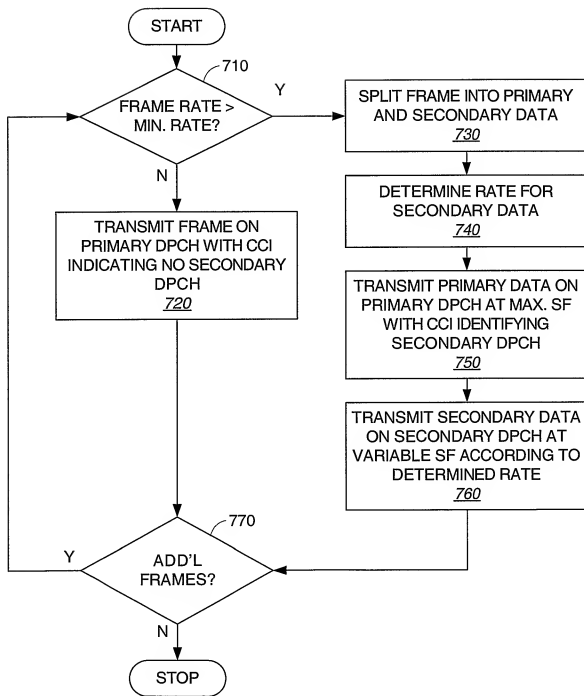 START
710
FRAME RATE >
MIN. RATE?
Y
N
SPLIT FRAME INTO PRIMARY
AND SECONDARY DATA
730
DETERMINE RATE FOR
SECONDARY DATA
740
TRANSMIT FRAME ON
PRIMARY DPCH WITH CCI
INDICATING NO SECONDARY
DPCH
720
TRANSMIT PRIMARY DATA ON
PRIMARY DPCH AT MAX. SF
WITH CCI IDENTIFYING
SECONDARY DPCH
750
TRANSMIT SECONDARY DATA
ON SECONDARY DPCH AT
VARIABLE SF ACCORDING TO
DETERMINED RATE
760
770
Y
ADD'L
FRAMES?
N
STOP